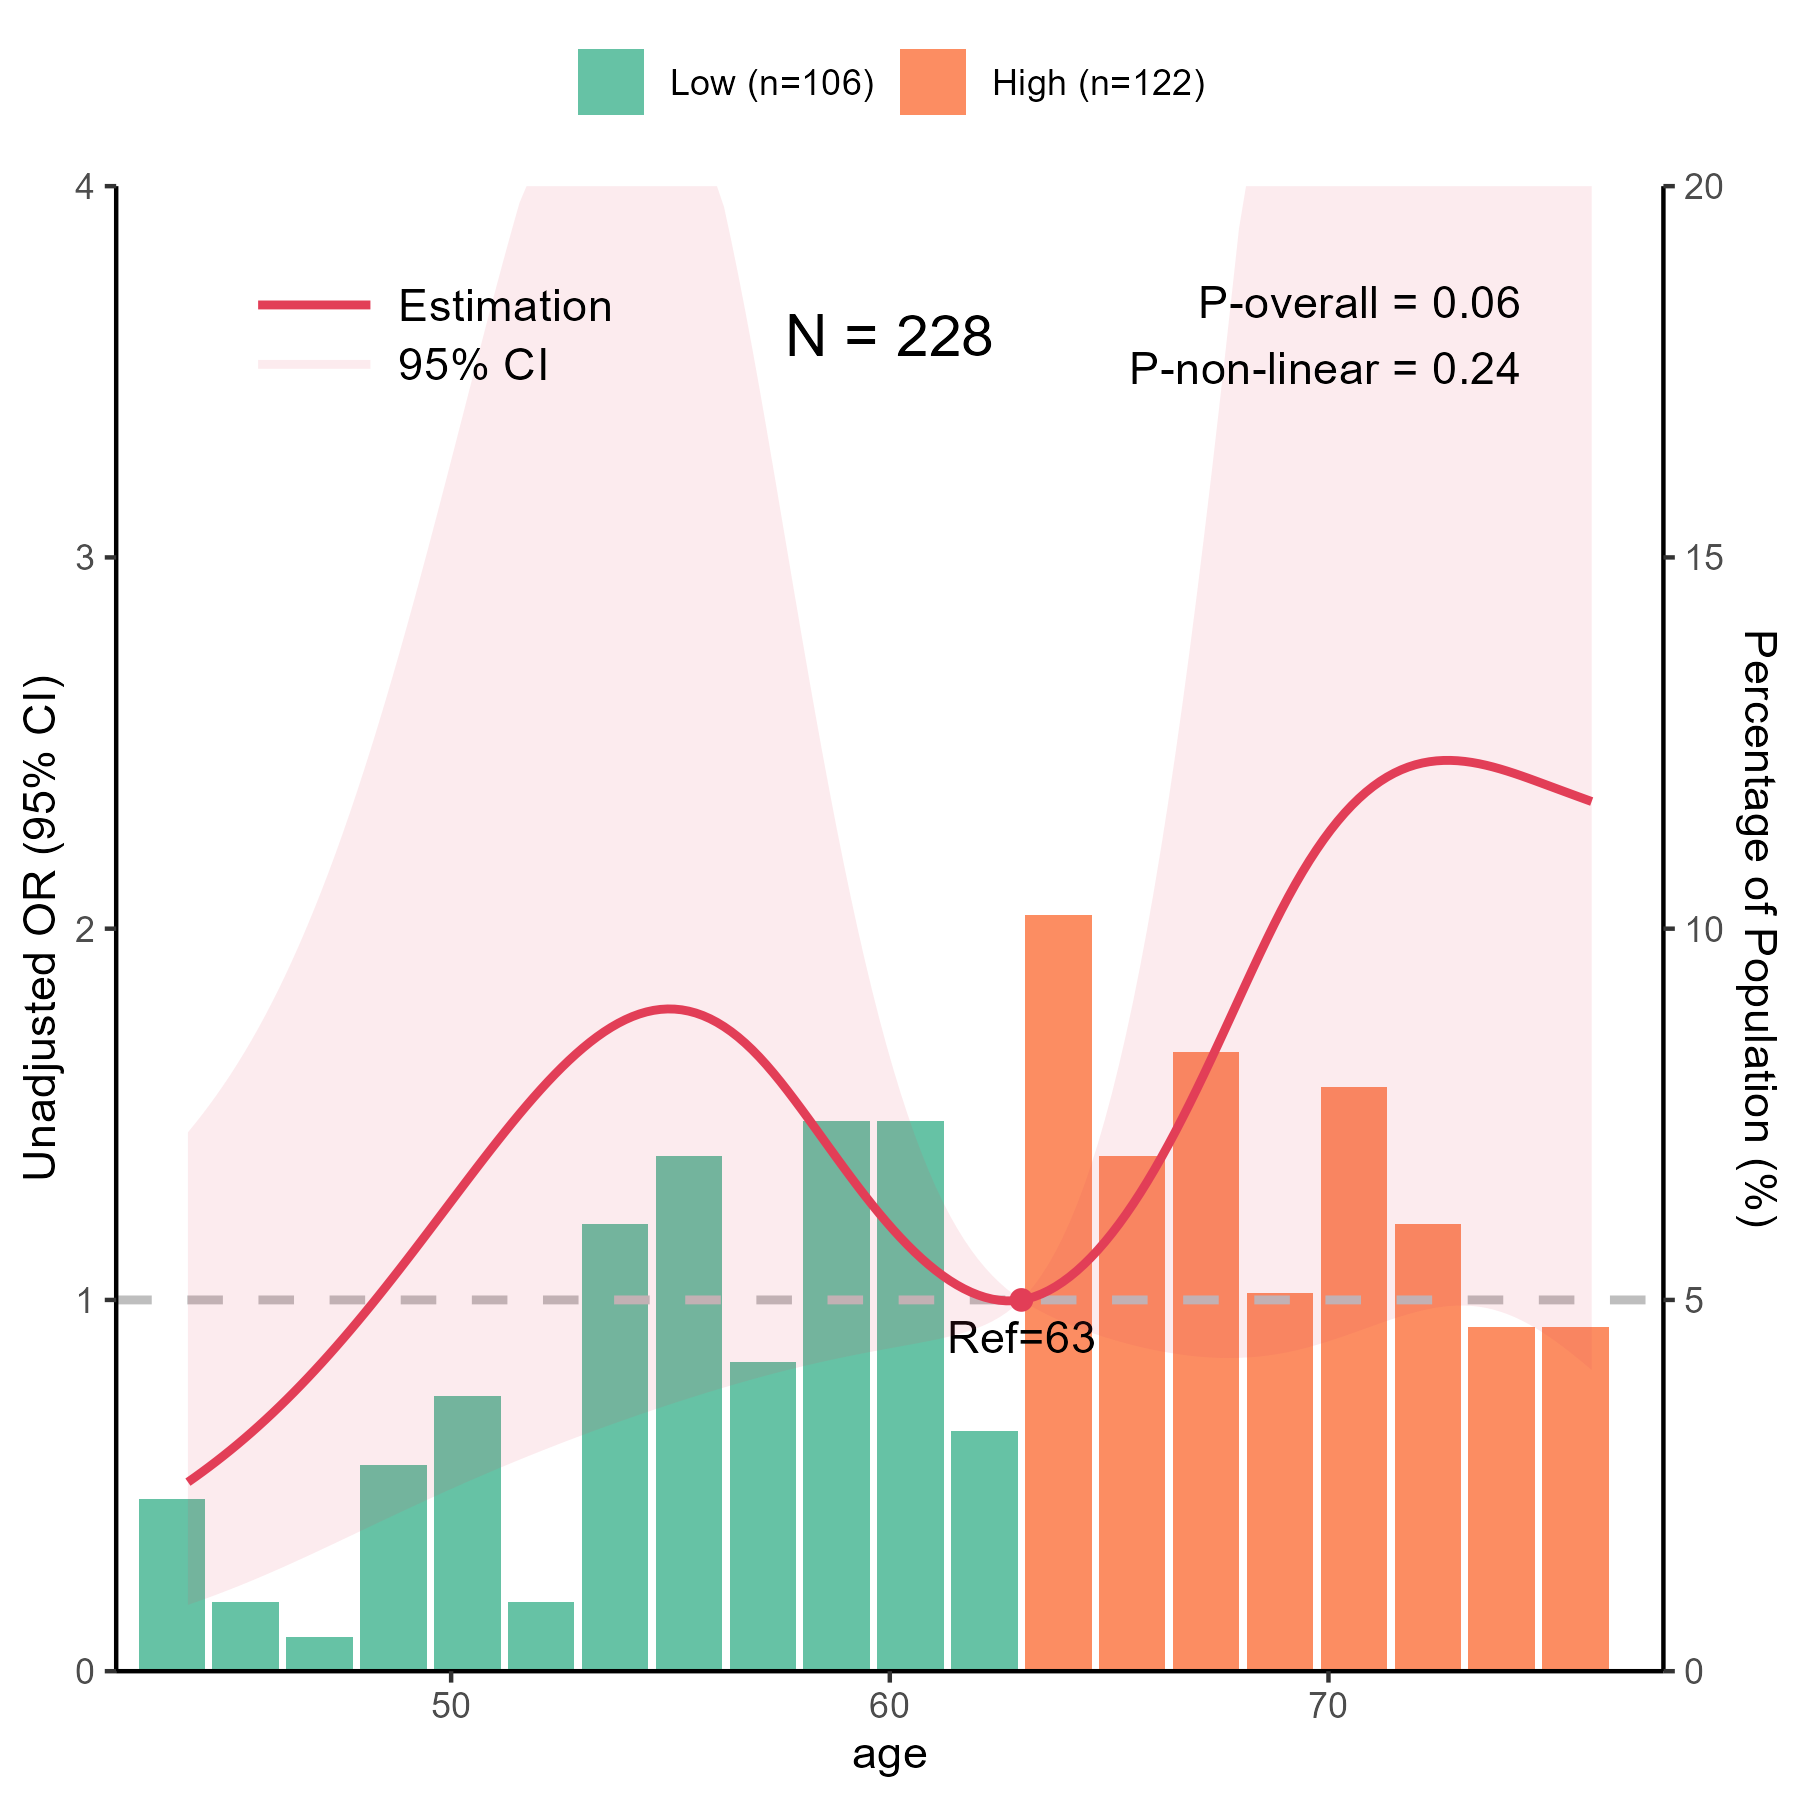 Low (n=106)
High (n=122)
4
3
2
1
0
20
15
10
5
0
Estimation
95% CI
N = 228
P-overall = 0.06
P-non-linear = 0.24
Unadjusted OR (95% CI)
Percentage of Population (%)
Ref=63
50
60
70
age